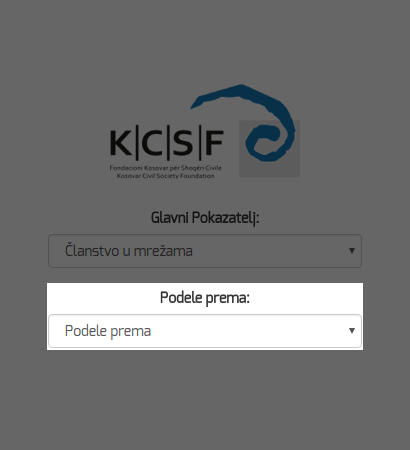 K|C|S|F
Fondacioni Kosovar për Shoqëri Civile
Kosovar Civil Society Foundation
Glavni Pokazatelj:
Članstvo u mrežama
Podele prema:
Podele prema